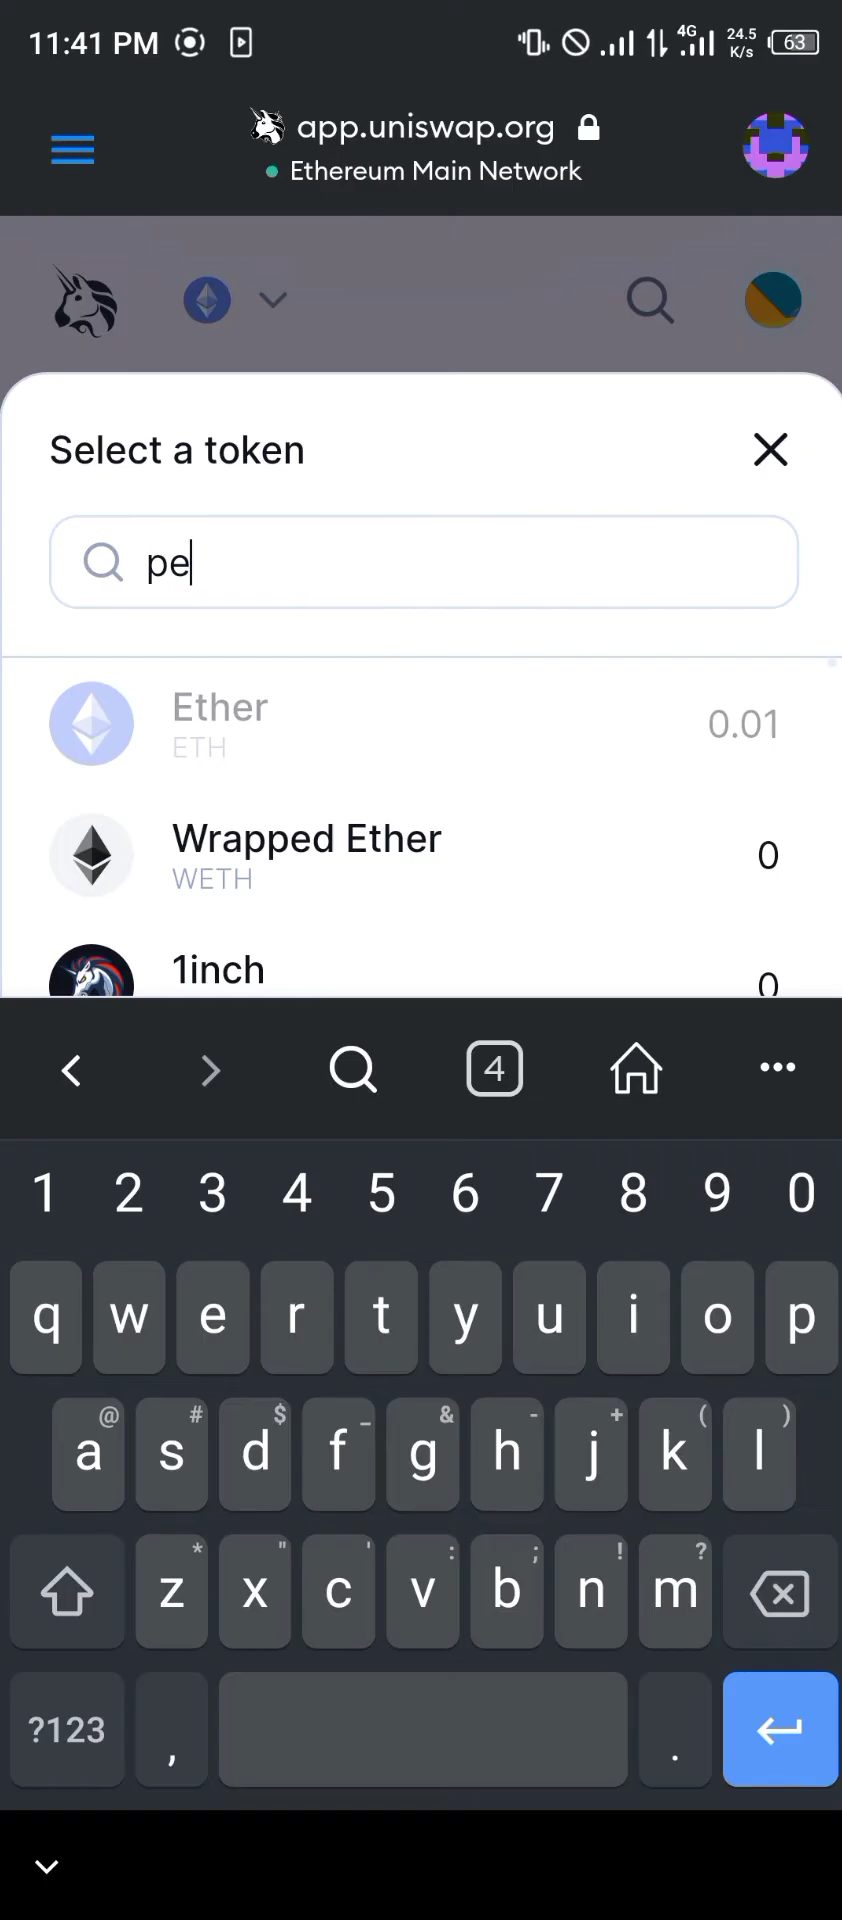 11:41 PM 4G 24.5 K/s 63
app.uniswap.org
Ethereum Main Network
Select a token
pe
Ether
ETH
0.01
Wrapped Ether
WETH
0
1inch
0
4
1 2 3 4 5 6 7 8 9 0
q w e r t y u i o p
@ # $ _ & - + ( )
a s d f g h j k l
* " ' : ; ! ?
z x c v b n m
?123 , .